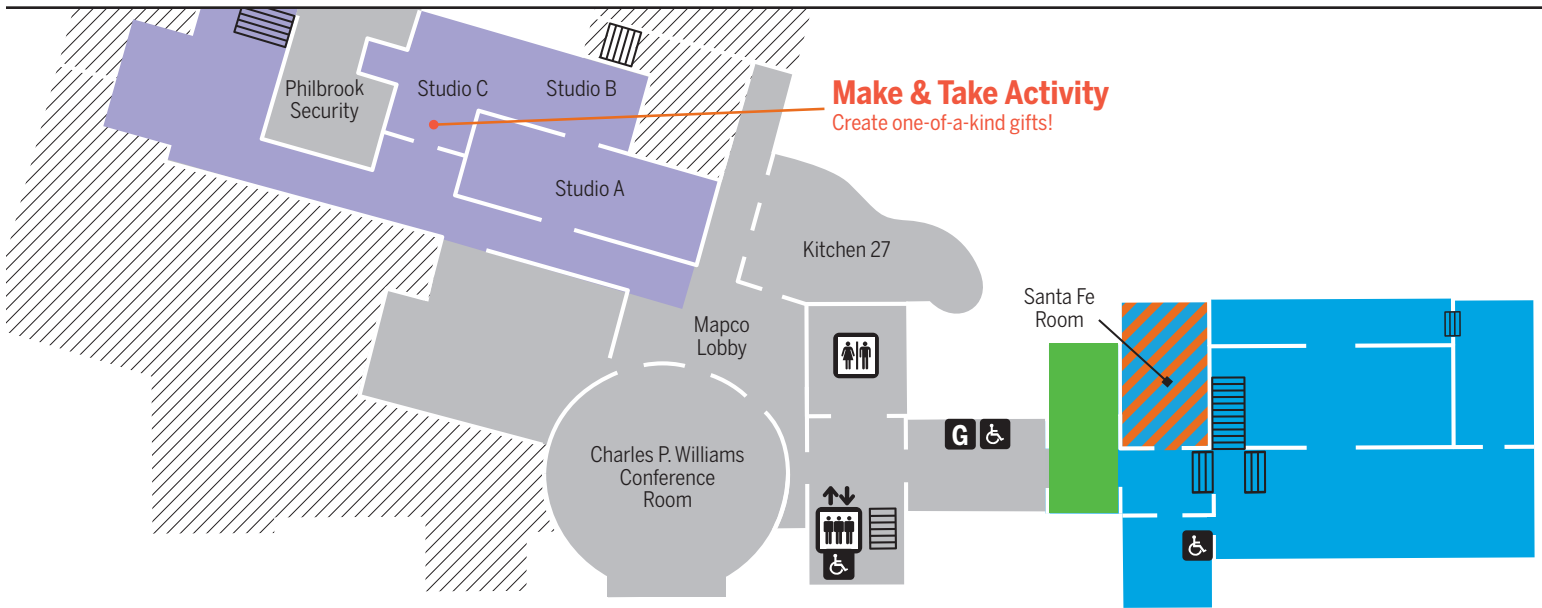 Philbrook
Security
Studio C
Studio B
Make & Take Activity
Create one-of-a-kind gifts!
Studio A
Kitchen 27
Santa Fe
Room
Mapco
Lobby
G
Charles P. Williams
Conference
Room